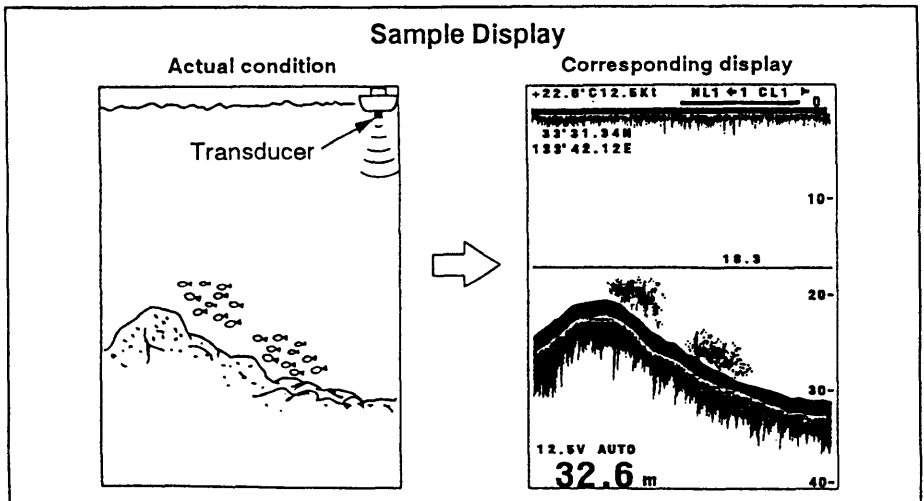 Sample Display
Actual condition
Transducer
Corresponding display
+22.8°C12.5Kt NL1 ←1 CL1
0
33°31.34N
133°42.12E
10-
18.3
20-
30-
12.5V AUTO
32.6 m
40-